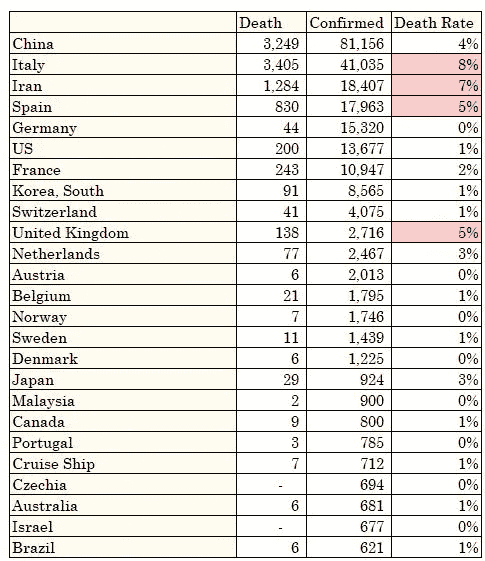 Death Confirmed Death Rate
China 3,249 81,156 4%
Italy 3,405 41,035 8%
Iran 1,284 18,407 7%
Spain 830 17,963 5%
Germany 44 15,320 0%
US 200 13,677 1%
France 243 10,947 2%
Korea, South 91 8,565 1%
Switzerland 41 4,075 1%
United Kingdom 138 2,716 5%
Netherlands 77 2,467 3%
Austria 6 2,013 0%
Belgium 21 1,795 1%
Norway 7 1,746 0%
Sweden 11 1,439 1%
Denmark 6 1,225 0%
Japan 29 924 3%
Malaysia 2 900 0%
Canada 9 800 1%
Portugal 3 785 0%
Cruise Ship 7 712 1%
Czechia - 694 0%
Australia 6 681 1%
Israel - 677 0%
Brazil 6 621 1%